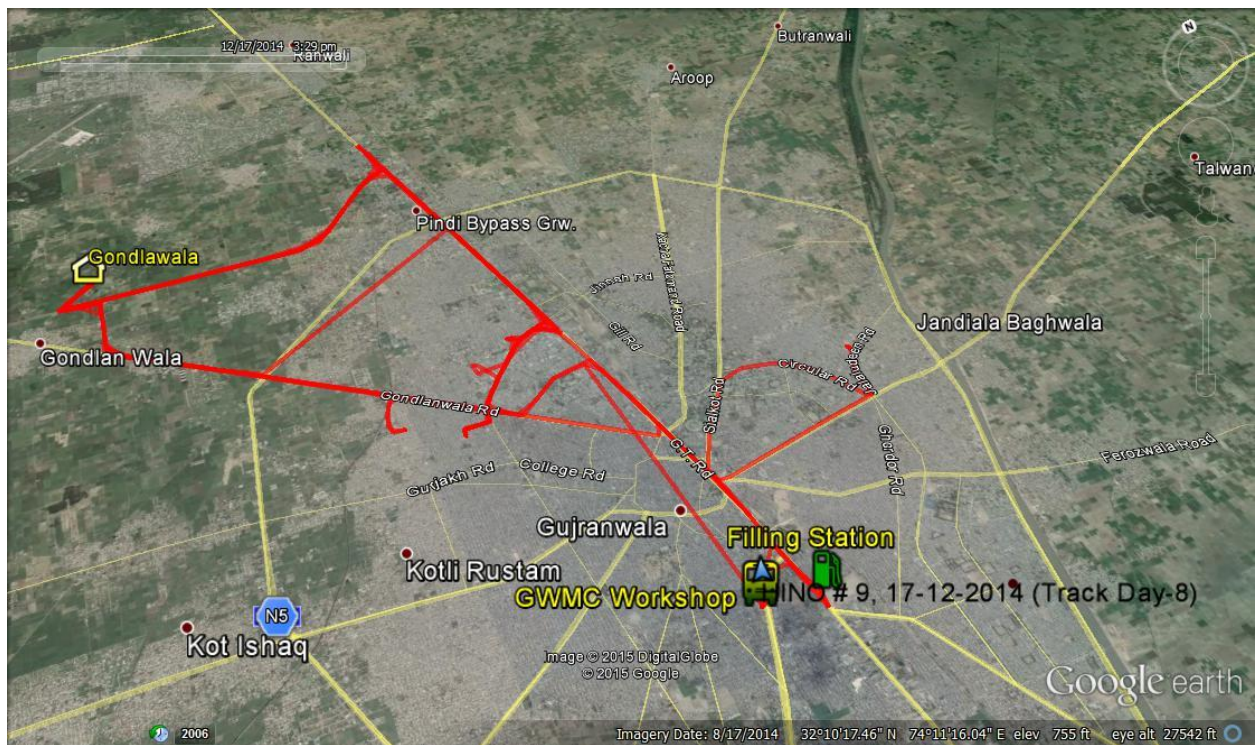 12/17/2014 3:29 pm
Ranwali
Butranwali
Aroop
N
Talwan
Pindi Bypass Grw.
Gondlawala
Jinnah Rd
Gill Rd
Jandiala Baghwala
Gondlan Wala
Circular Rd
Sialkot Rd
Gondlanwala Rd
G.T. Rd
Ghardor Rd
Ferozwala Road
Gurjakh Rd
College Rd
Gujranwala
Filling Station
Kotli Rustam
GWMC Workshop
HINO # 9, 17-12-2014 (Track Day-8)
N5
Kot Ishaq
Image © 2015 DigitalGlobe
© 2015 Google
Google earth
2006
Imagery Date: 8/17/2014 32°10'17.46" N 74°11'16.04" E elev 755 ft eye alt 27542 ft